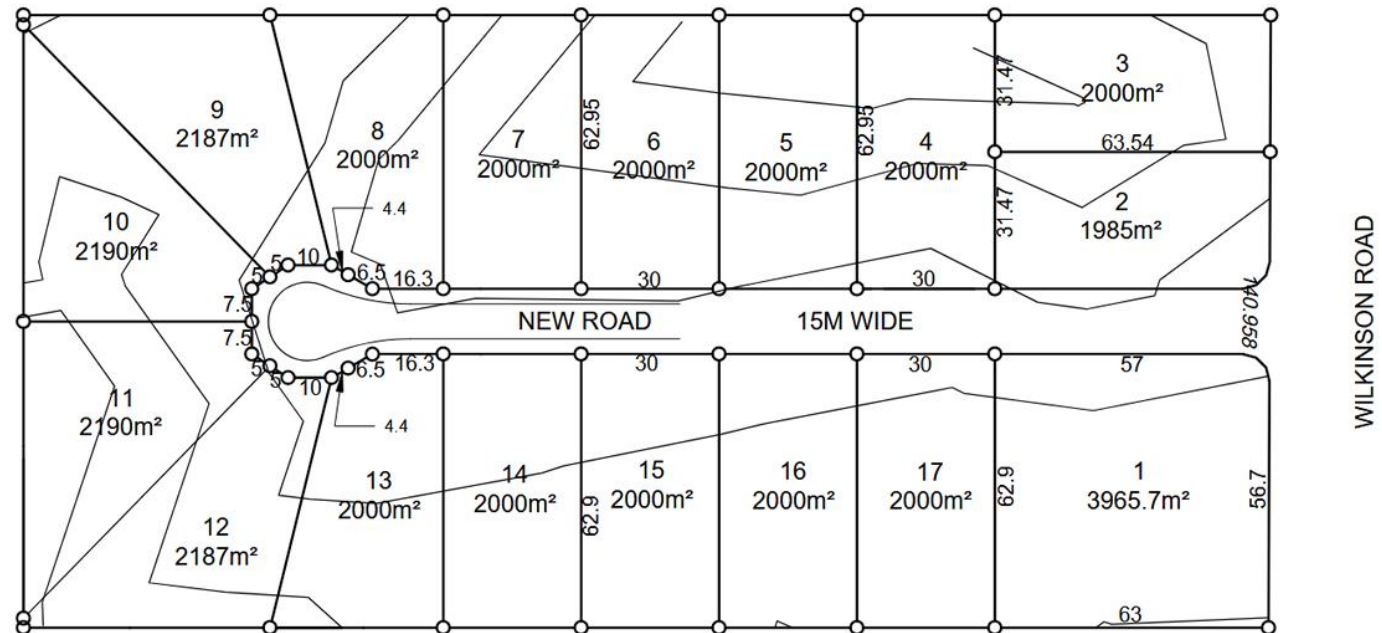 9
2187m²
8
2000m²
7
2000m²
62.95
6
2000m²
5
2000m²
62.95
4
2000m²
31.47
3
2000m²
63.54
31.47
2
1985m²
10
2190m²
4.4
5
5
10
6.5
16.3
30
30
7.5
NEW ROAD
15M WIDE
140.958
WILKINSON ROAD
7.5
5
5
10
6.5
16.3
30
30
57
4.4
11
2190m²
12
2187m²
13
2000m²
14
2000m²
62.9
15
2000m²
16
2000m²
17
2000m²
62.9
1
3965.7m²
56.7
63